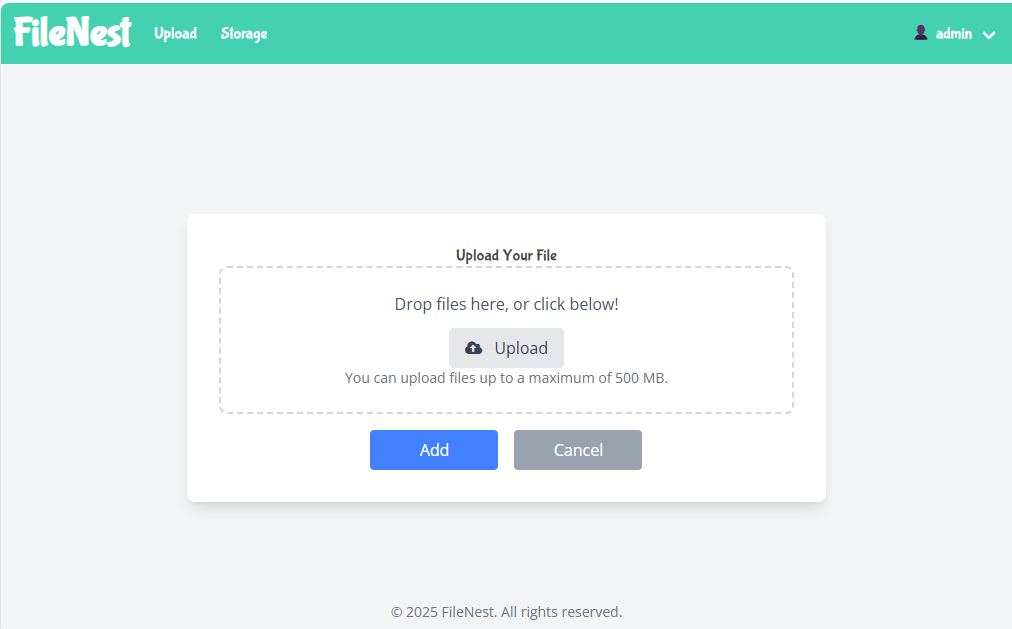 FileNest Upload Storage admin
Upload Your File
Drop files here, or click below!
Upload
You can upload files up to a maximum of 500 MB.
Add Cancel
© 2025 FileNest. All rights reserved.